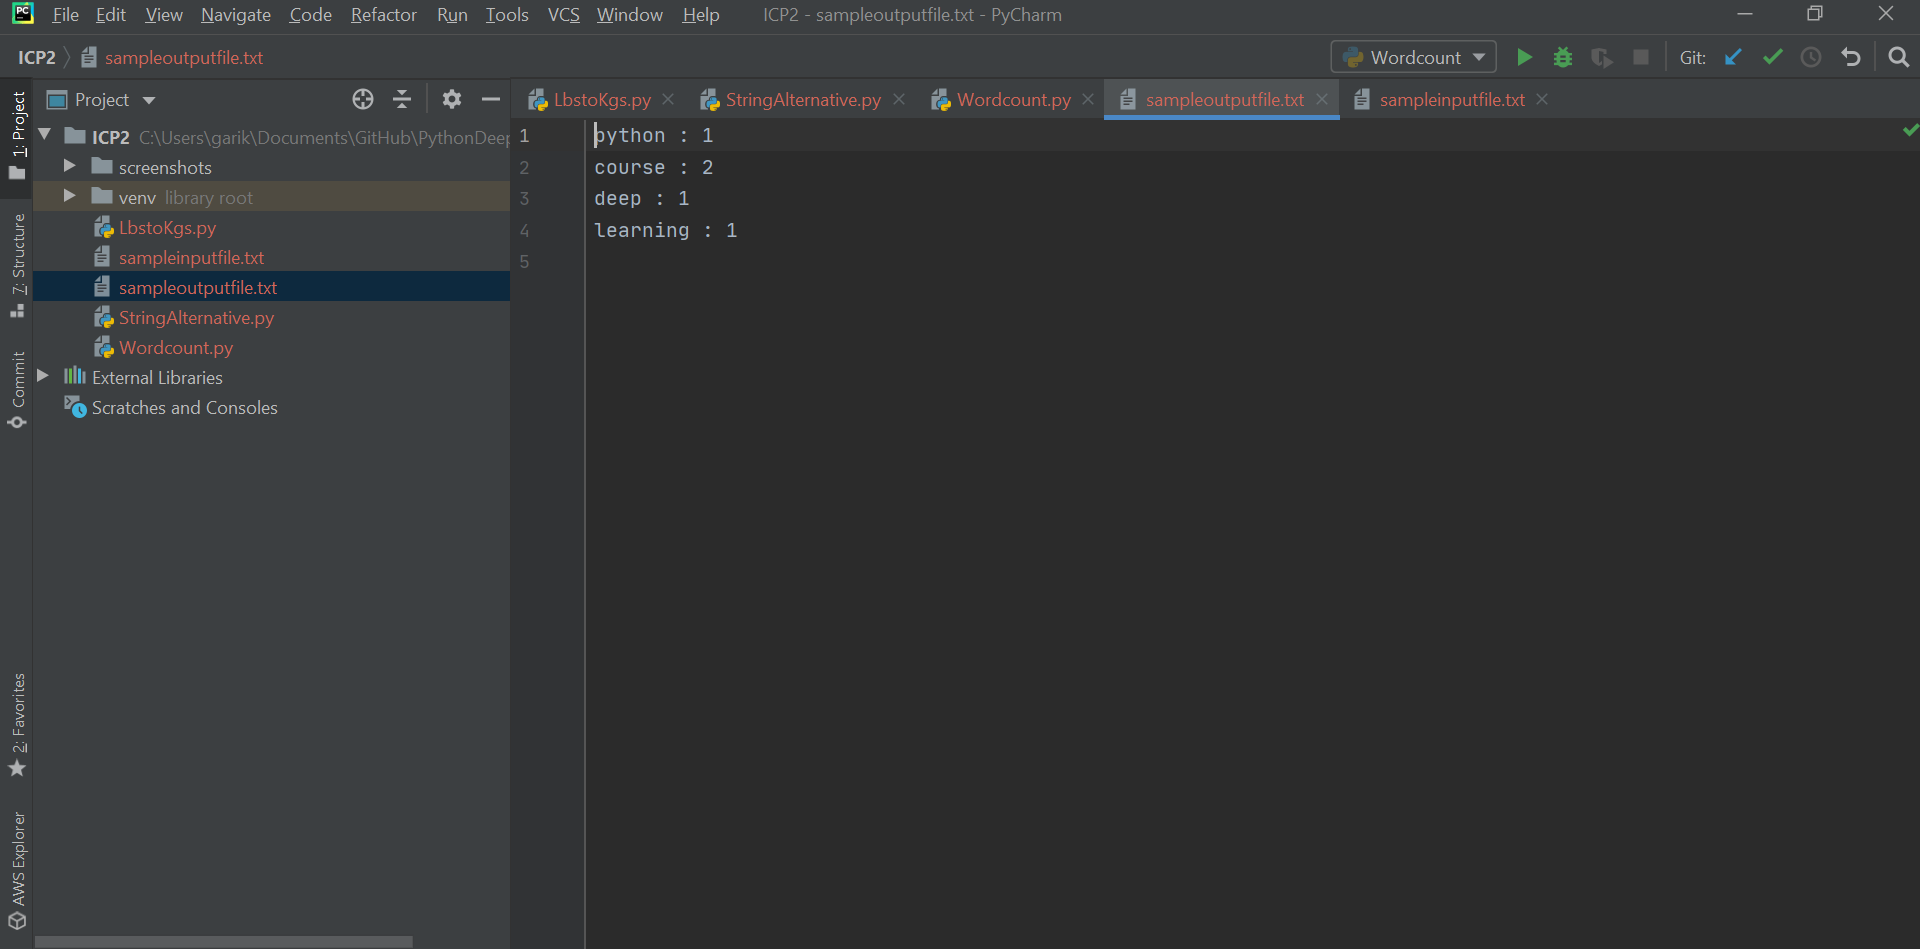 PC File Edit View Navigate Code Refactor Run Tools VCS Window Help ICP2 - sampleoutputfile.txt - PyCharm
ICP2 sampleoutputfile.txt Wordcount Git:
1: Project
7: Structure
Commit
2: Favorites
AWS Explorer
Project
ICP2 C:\Users\garik\Documents\GitHub\PythonDeep
screenshots
venv library root
LbstoKgs.py
sampleinputfile.txt
sampleoutputfile.txt
StringAlternative.py
Wordcount.py
External Libraries
Scratches and Consoles
LbstoKgs.py StringAlternative.py Wordcount.py sampleoutputfile.txt sampleinputfile.txt
1 python : 1
2 course : 2
3 deep : 1
4 learning : 1
5